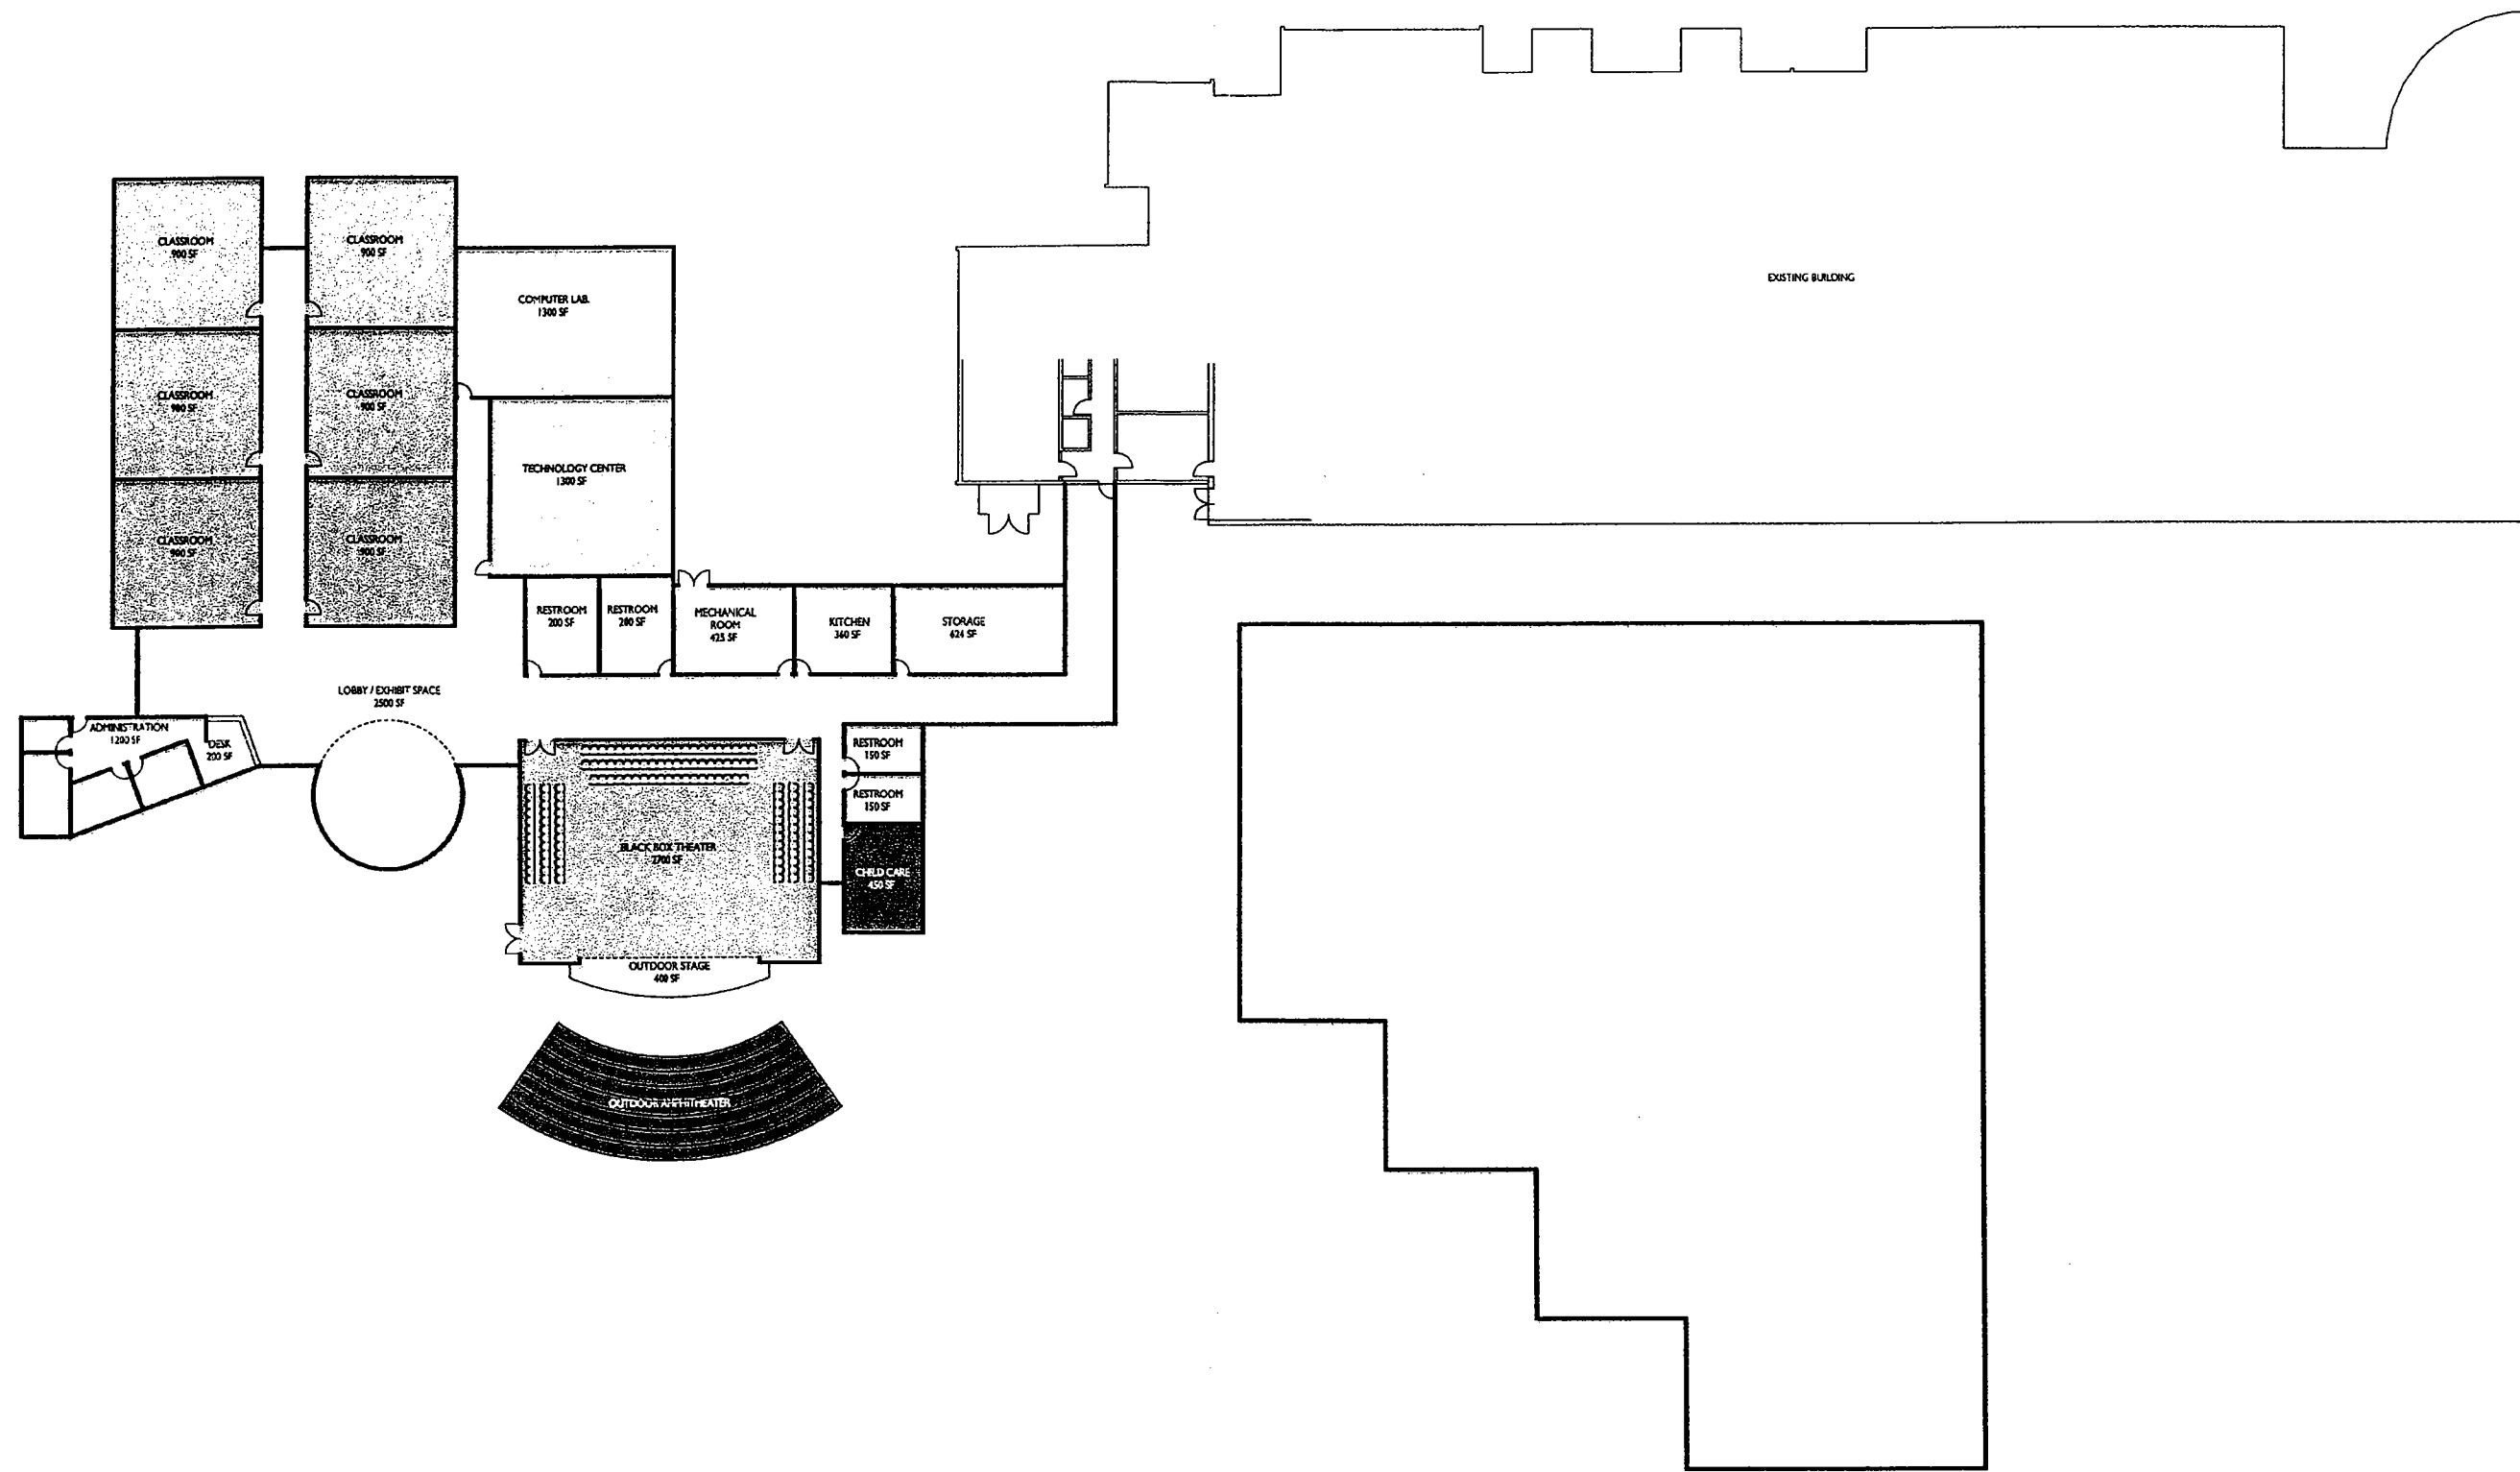 CLASSROOM
900 SF
CLASSROOM
900 SF
EXISTING BUILDING
COMPUTER LAB.
1300 SF
CLASSROOM
900 SF
CLASSROOM
900 SF
TECHNOLOGY CENTER
1300 SF
CLASSROOM
900 SF
CLASSROOM
900 SF
RESTROOM
200 SF
RESTROOM
200 SF
MECHANICAL
ROOM
425 SF
KITCHEN
360 SF
STORAGE
624 SF
LOBBY / EXHIBIT SPACE
2500 SF
ADMINISTRATION
1200 SF
DESK
200 SF
RESTROOM
150 SF
RESTROOM
150 SF
BLACK BOX THEATER
2700 SF
CHILD CARE
450 SF
OUTDOOR STAGE
600 SF
OUTDOOR AMPHITHEATER